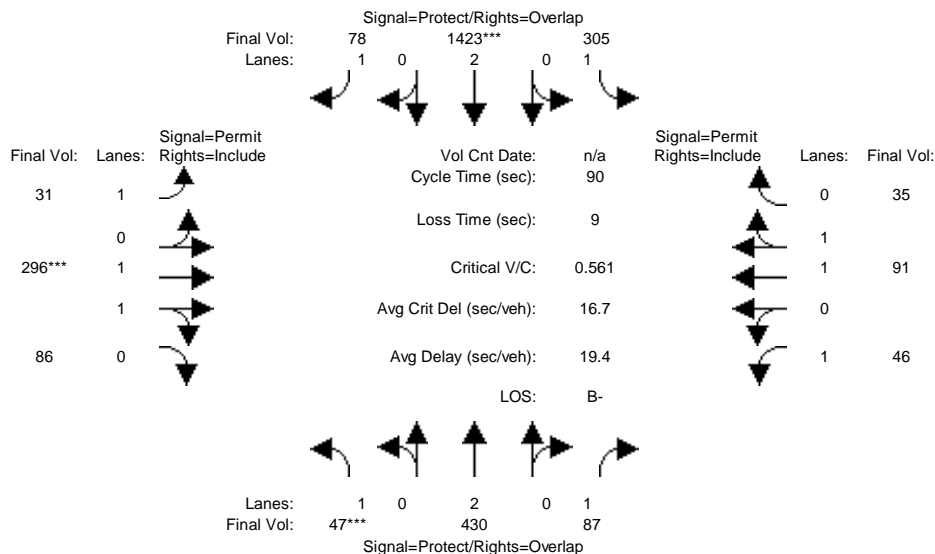 Signal=Protect/Rights=Overlap
Final Vol: 78 1423*** 305
Lanes: 1 0 2 0 1
Signal=Permit Signal=Permit
Final Vol: Lanes: Rights=Include Vol Cnt Date: n/a Rights=Include Lanes: Final Vol:
Cycle Time (sec): 90
31 1 0 35
Loss Time (sec): 9
0 1
296*** 1 Critical V/C: 0.561 1 91
1 Avg Crit Del (sec/veh): 16.7 0
86 0 Avg Delay (sec/veh): 19.4 1 46
LOS: B-
Lanes: 1 0 2 0 1
Final Vol: 47*** 430 87
Signal=Protect/Rights=Overlap